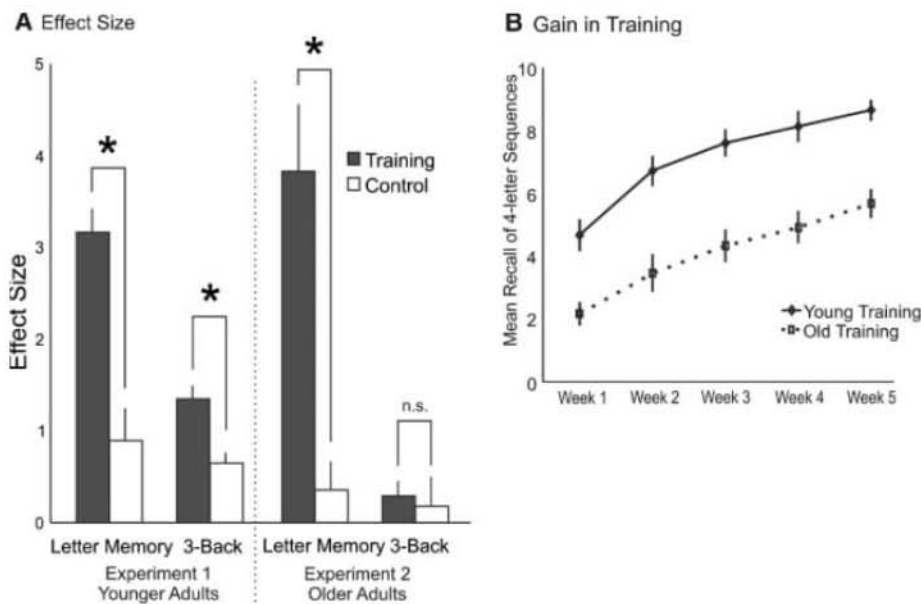 A Effect Size
5
4
3
2
1
0
Effect Size
*
*
*
n.s.
Training
Control
Letter Memory 3-Back
Letter Memory 3-Back
Experiment 1
Younger Adults
Experiment 2
Older Adults
B Gain in Training
10
8
6
4
2
0
Mean Recall of 4-letter Sequences
Young Training
Old Training
Week 1 Week 2 Week 3 Week 4 Week 5